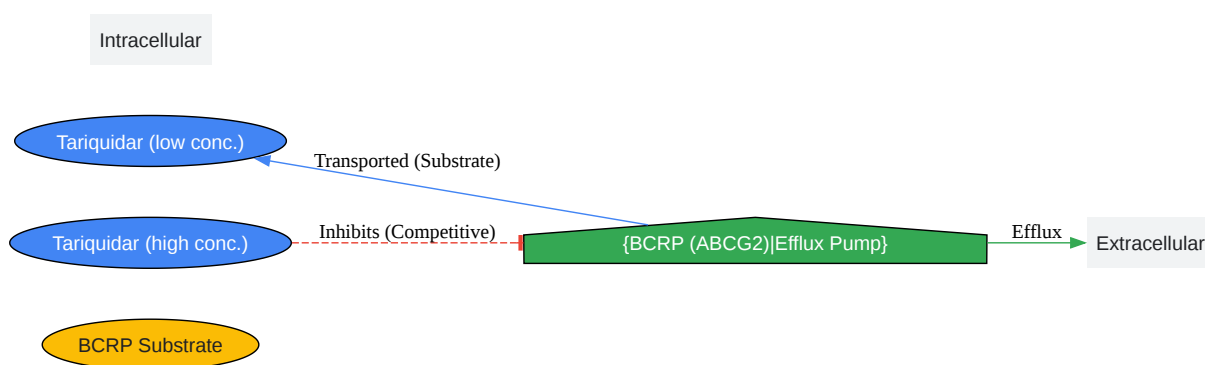 Intracellular
Tariquidar (low conc.)
Transported (Substrate)
Tariquidar (high conc.)
Inhibits (Competitive)
{BCRP (ABCG2)|Efflux Pump}
Efflux
Extracellular
BCRP Substrate